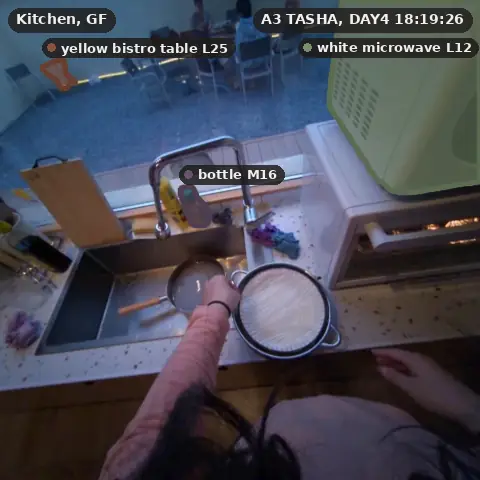 Kitchen, GF
A3 TASHA, DAY4 18:19:26
yellow bistro table L25
white microwave L12
bottle M16